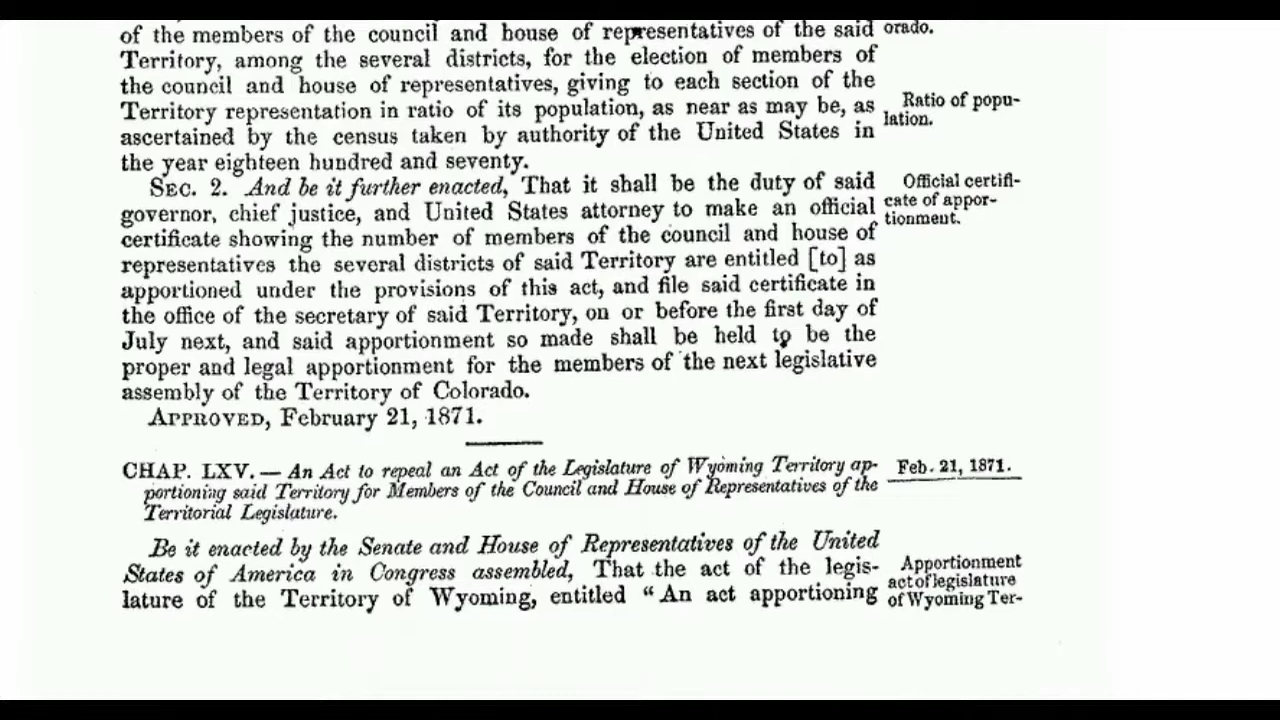 of the members of the council and house of representatives of the said
orado.
Territory, among the several districts, for the election of members of
the council and house of representatives, giving to each section of the
Territory representation in ratio of its population, as near as may be, as
Ratio of popu-
lation.
ascertained by the census taken by authority of the United States in
the year eighteen hundred and seventy.
SEC. 2. And be it further enacted, That it shall be the duty of said
Official certifi-
cate of appor-
tionment.
governor, chief justice, and United States attorney to make an official
certificate showing the number of members of the council and house of
representatives the several districts of said Territory are entitled [to] as
apportioned under the provisions of this act, and file said certificate in
the office of the secretary of said Territory, on or before the first day of
July next, and said apportionment so made shall be held to be the
proper and legal apportionment for the members of the next legislative
assembly of the Territory of Colorado.
APPROVED, February 21, 1871.
CHAP. LXV. — An Act to repeal an Act of the Legislature of Wyoming Territory ap-
portioning said Territory for Members of the Council and House of Representatives of the
Territorial Legislature.
Feb. 21, 1871.
Be it enacted by the Senate and House of Representatives of the United
States of America in Congress assembled, That the act of the legis-
lature of the Territory of Wyoming, entitled "An act apportioning
Apportionment
act of legislature
of Wyoming Ter-